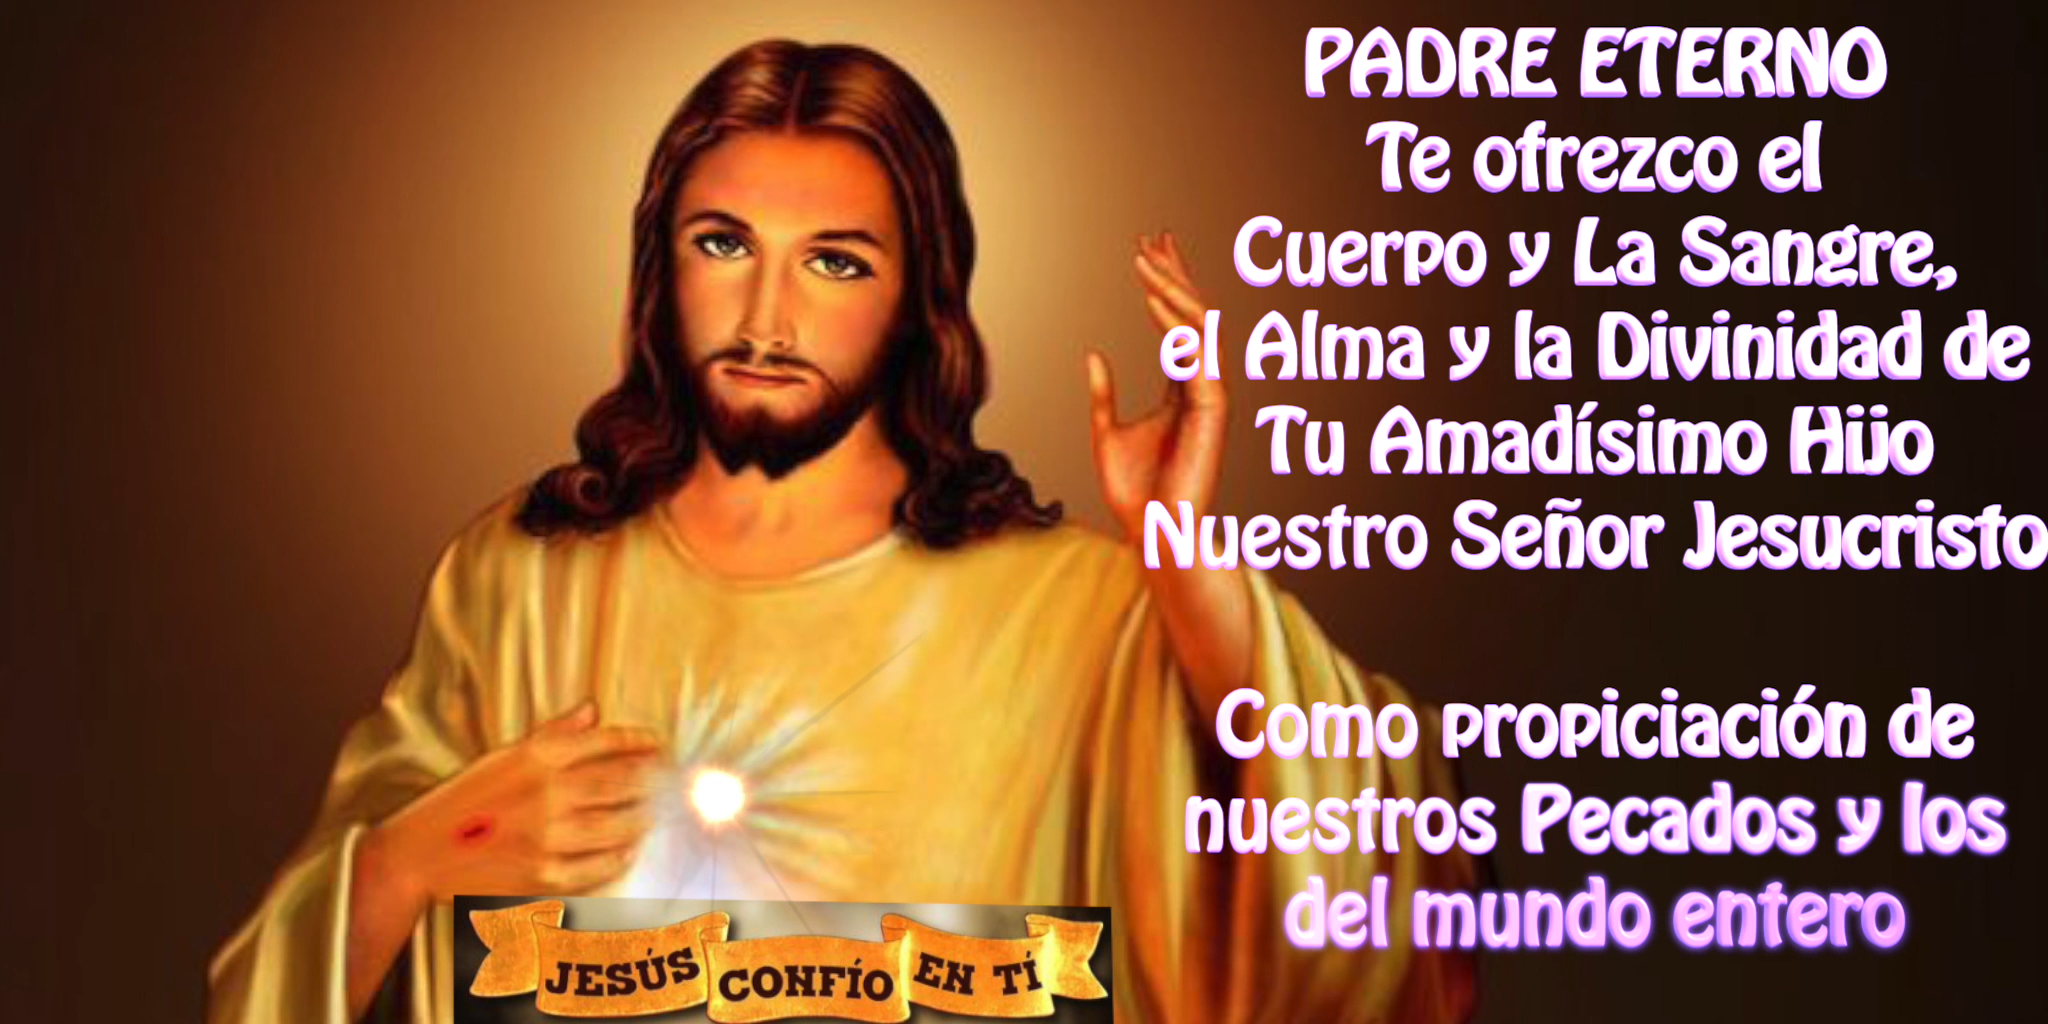 PADRE ETERNO
Te ofrezco el
Cuerpo y La Sangre,
el Alma y la Divinidad de
Tu Amadísimo Hijo
Nuestro Señor Jesucristo
Como propiciación de
nuestros Pecados y los
del mundo entero
JESÚS CONFÍO EN TÍ